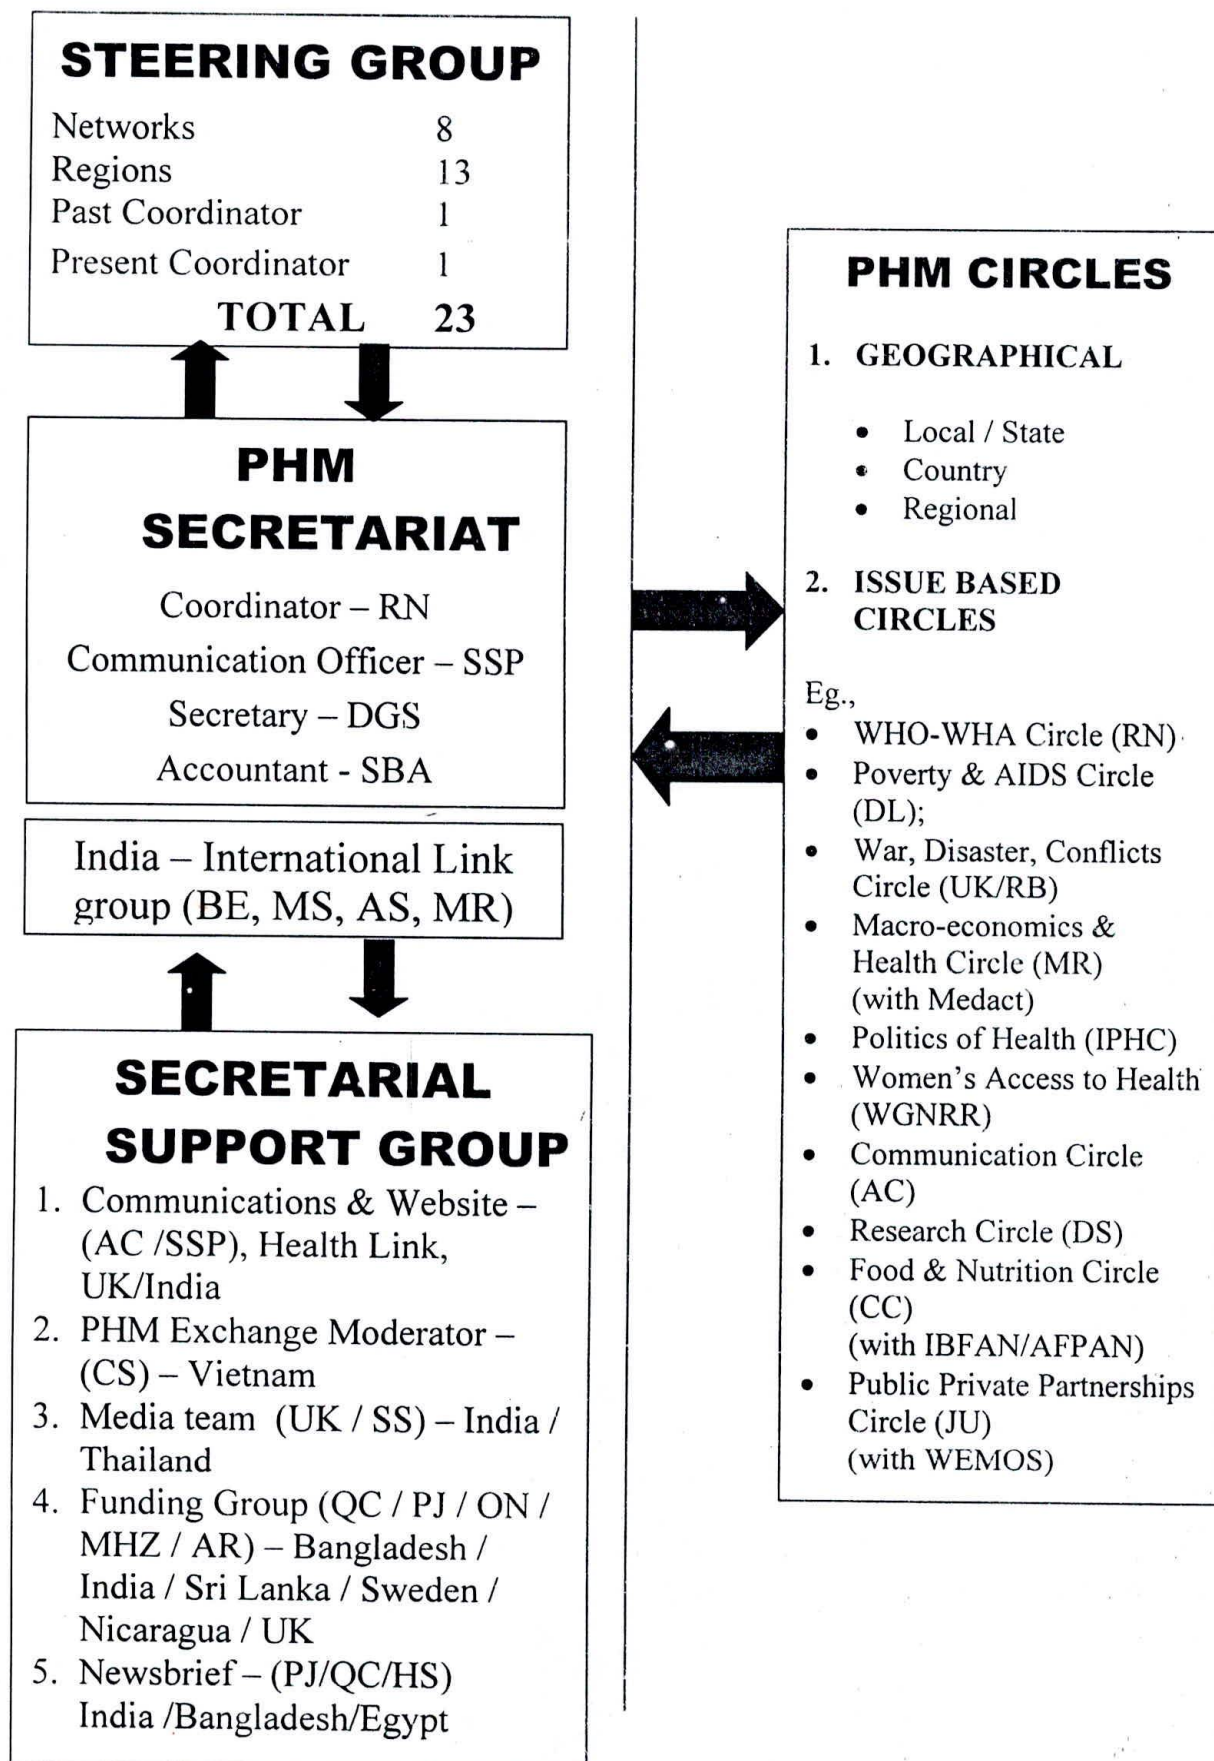 STEERING GROUP
Networks 8
Regions 13
Past Coordinator 1
Present Coordinator 1
TOTAL 23
PHM
SECRETARIAT
Coordinator – RN
Communication Officer – SSP
Secretary – DGS
Accountant - SBA
India – International Link
group (BE, MS, AS, MR)
SECRETARIAL
SUPPORT GROUP
1. Communications & Website –
(AC /SSP), Health Link,
UK/India
2. PHM Exchange Moderator –
(CS) – Vietnam
3. Media team (UK / SS) – India /
Thailand
4. Funding Group (QC / PJ / ON /
MHZ / AR) – Bangladesh /
India / Sri Lanka / Sweden /
Nicaragua / UK
5. Newsbrief – (PJ/QC/HS)
India /Bangladesh/Egypt
PHM CIRCLES
1. GEOGRAPHICAL
• Local / State
• Country
• Regional
2. ISSUE BASED
CIRCLES
Eg.,
• WHO-WHA Circle (RN)
• Poverty & AIDS Circle
(DL);
• War, Disaster, Conflicts
Circle (UK/RB)
• Macro-economics &
Health Circle (MR)
(with Medact)
• Politics of Health (IPHC)
• Women's Access to Health
(WGNRR)
• Communication Circle
(AC)
• Research Circle (DS)
• Food & Nutrition Circle
(CC)
(with IBFAN/AFPAN)
• Public Private Partnerships
Circle (JU)
(with WEMOS)